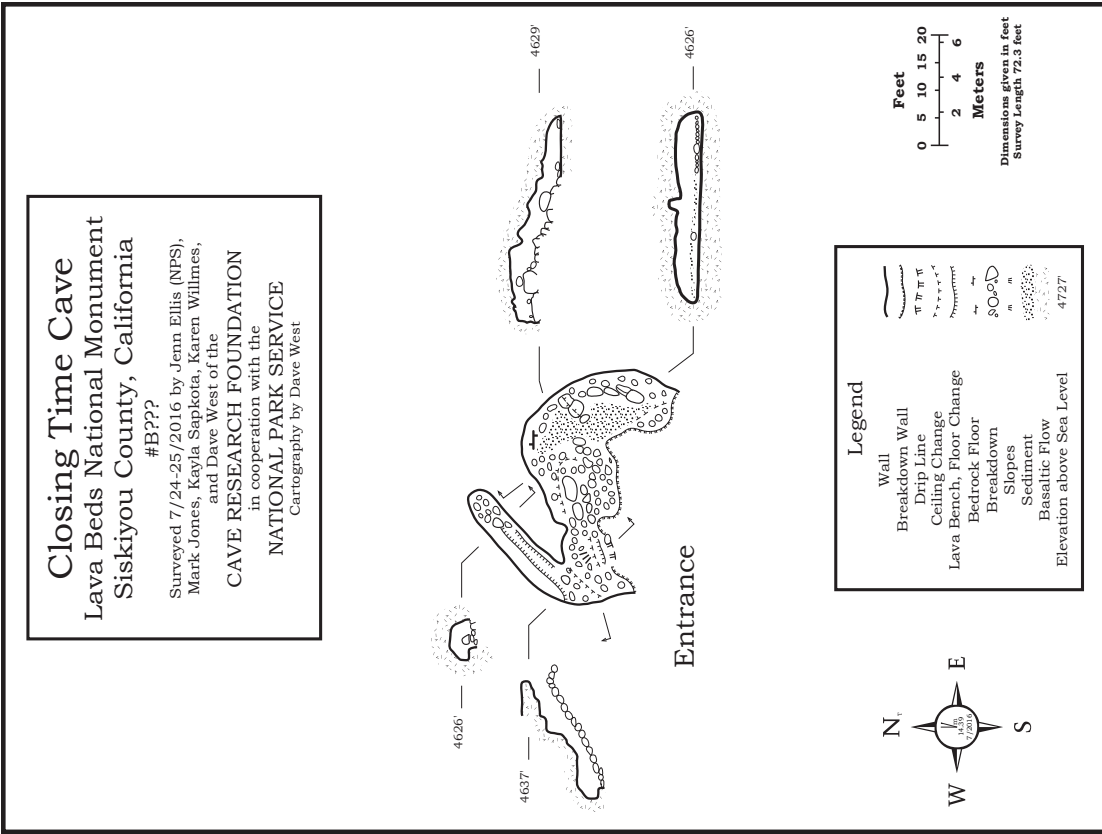 Closing Time Cave
Lava Beds National Monument
Siskiyou County, California
#B???
Surveyed 7/24-25/2016 by Jenn Ellis (NPS),
Mark Jones, Kayla Sapkota, Karen Willmes,
and Dave West of the
CAVE RESEARCH FOUNDATION
in cooperation with the
NATIONAL PARK SERVICE
Cartography by Dave West
4629'
4626'
4626'
4637'
Entrance
Feet
0 5 10 15 20
2 4 6
Meters
Dimensions given in feet
Survey Length 72.3 feet
Legend
Wall
Breakdown Wall
Drip Line
Ceiling Change
Lava Bench, Floor Change
Bedrock Floor
Breakdown
Slopes
Sediment
Basaltic Flow
Elevation above Sea Level
4727'
N
T
W
E
S
m
14.39
7/2016